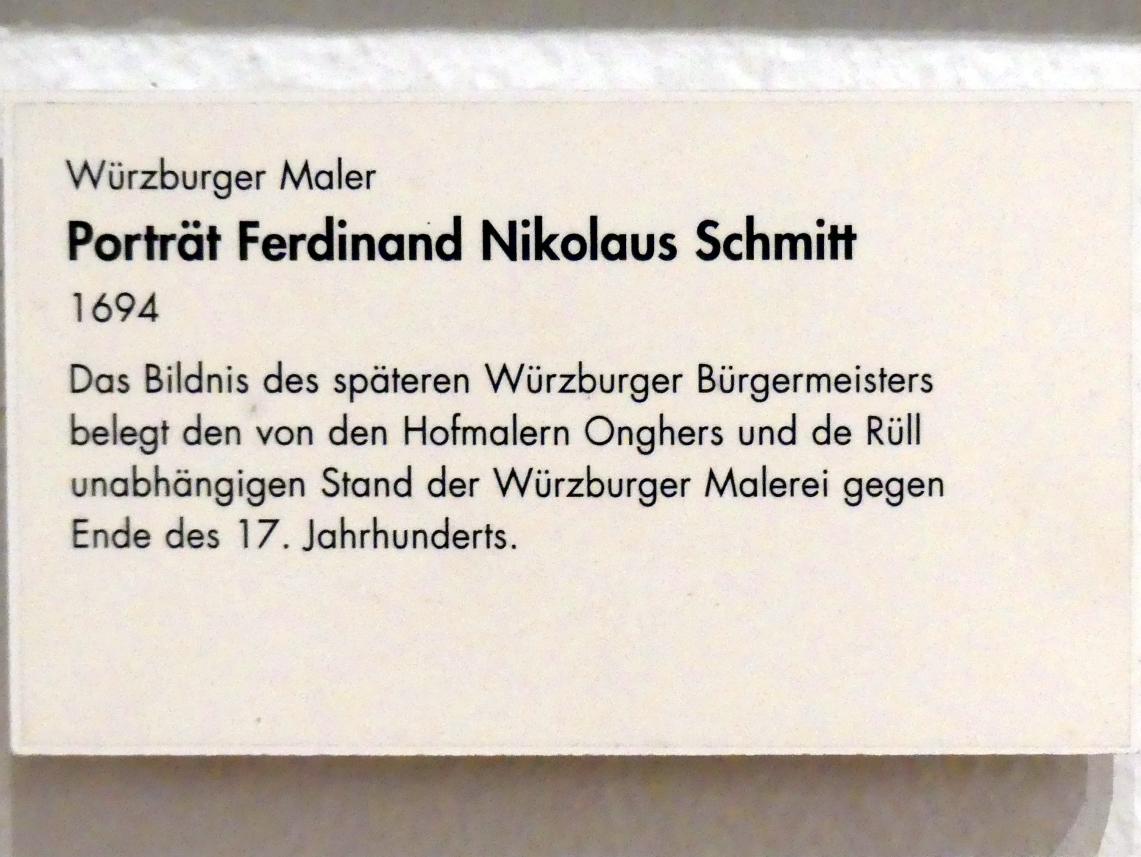 Würzburger Maler
Porträt Ferdinand Nikolaus Schmitt
1694
Das Bildnis des späteren Würzburger Bürgermeisters
belegt den von den Hofmalern Onghers und de Rüll
unabhängigen Stand der Würzburger Malerei gegen
Ende des 17. Jahrhunderts.